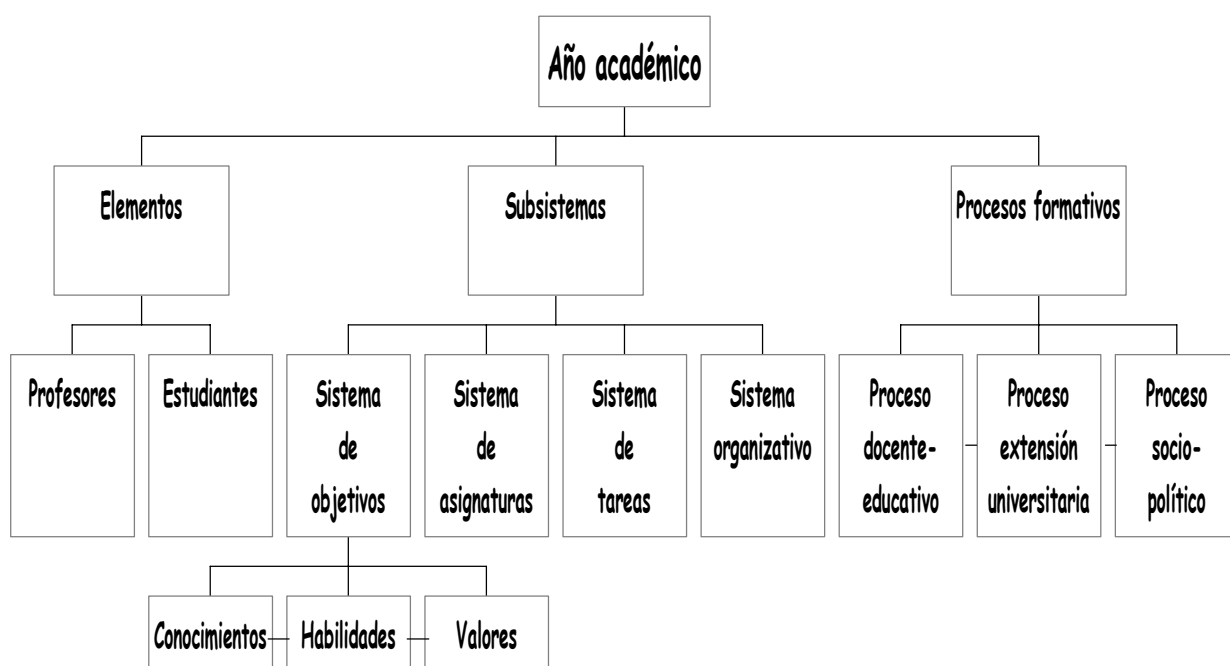 Año académico
Elementos
Subsistemas
Procesos formativos
Profesores
Estudiantes
Sistema
de
objetivos
Sistema
de
asignaturas
Sistema
de
tareas
Sistema
organizativo
Proceso
docente-
educativo
Proceso
extensión
universitaria
Proceso
socio-
político
Conocimientos
Habilidades
Valores